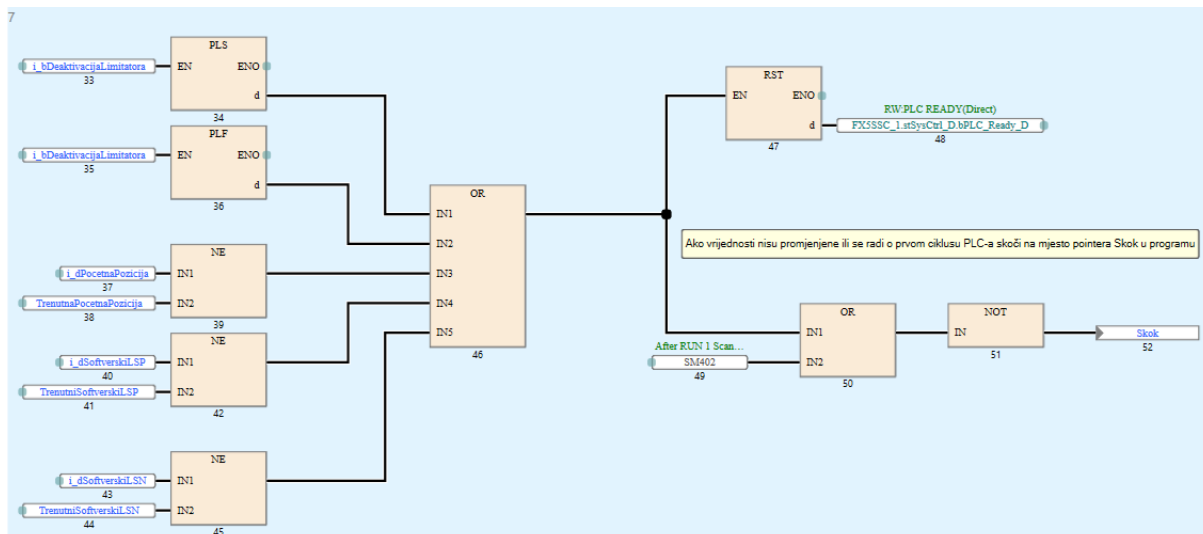 7
PLS
i_bDeaktivacijaLimitatora
EN
ENO
33
d
34
PLF
i_bDeaktivacijaLimitatora
EN
ENO
35
d
36
NE
i_dPocetnaPozicija
IN1
37
TrenutnaPocetnaPozicija
IN2
38
39
NE
i_dSoftverskiLSP
IN1
40
TrenutniSoftverskiLSP
IN2
41
42
NE
i_dSoftverskiLSN
IN1
43
TrenutniSoftverskiLSN
IN2
44
45
OR
IN1
IN2
IN3
IN4
IN5
46
RST
EN
ENO
d
47
RW:PLC READY(Direct)
FX5SSC_1.stSysCtrl_D.bPLC_Ready_D
48
Ako vrijednosti nisu promjenjene ili se radi o prvom ciklusu PLC-a skoči na mjesto pointera Skok u programu
After RUN 1 Scan...
SM402
49
OR
IN1
IN2
50
NOT
IN
51
Skok
52